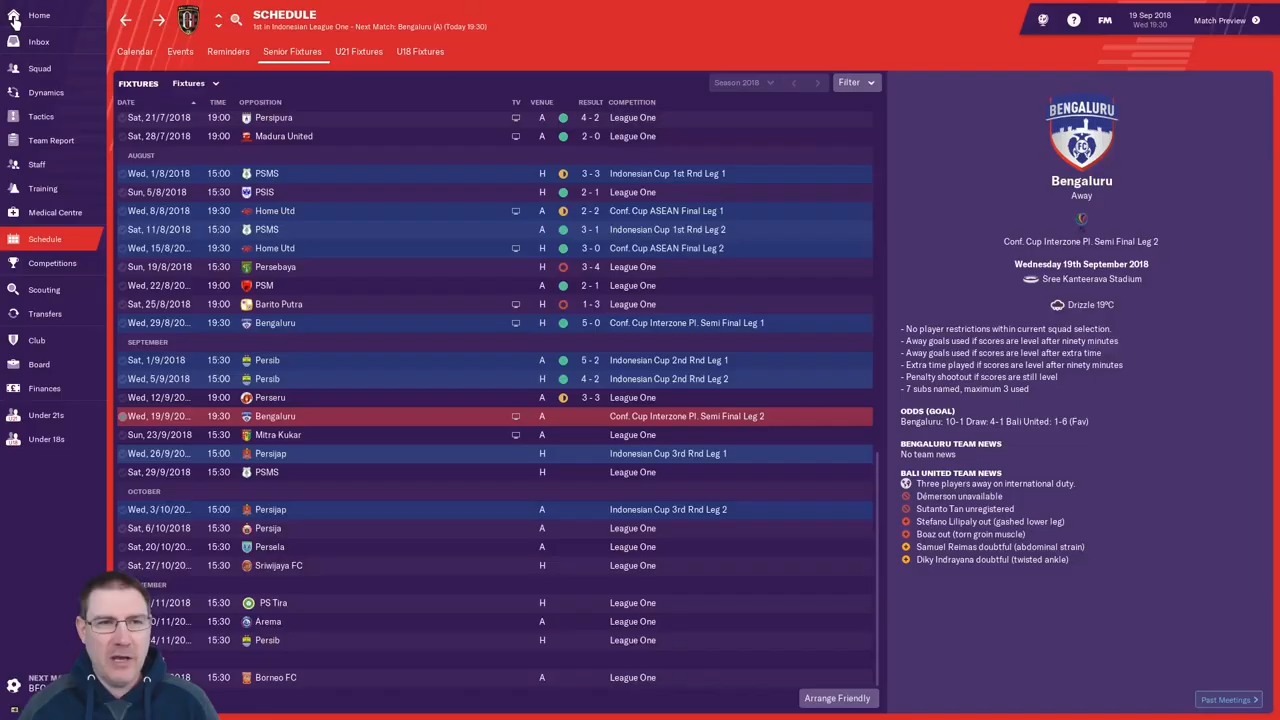 Home
SCHEDULE
1st in Indonesian League One - Next Match: Bengaluru (A) (Today 19:30)
? FM 19 Sep 2018 Wed 19:30 Match Preview
Inbox
Squad
Dynamics
Tactics
Team Report
Staff
Training
Medical Centre
Schedule
Competitions
Scouting
Transfers
Club
Board
Finances
Under 21s
Under 18s
NEXT MA
BFC
Calendar Events Reminders Senior Fixtures U21 Fixtures U18 Fixtures
FIXTURES Fixtures Season 2018 Filter
DATE TIME OPPOSITION TV VENUE RESULT COMPETITION
Sat, 21/7/2018 19:00 Persipura A 4 - 2 League One
Sat, 28/7/2018 19:00 Madura United A 2 - 0 League One
AUGUST
Wed, 1/8/2018 15:00 PSMS H 3 - 3 Indonesian Cup 1st Rnd Leg 1
Sun, 5/8/2018 15:30 PSIS H 2 - 1 League One
Wed, 8/8/2018 19:30 Home Utd A 2 - 2 Conf. Cup ASEAN Final Leg 1
Sat, 11/8/2018 15:30 PSMS A 3 - 1 Indonesian Cup 1st Rnd Leg 2
Wed, 15/8/20... 19:30 Home Utd H 3 - 0 Conf. Cup ASEAN Final Leg 2
Sun, 19/8/2018 15:30 Persebaya H 3 - 4 League One
Wed, 22/8/20... 19:00 PSM A 2 - 1 League One
Sat, 25/8/2018 19:00 Barito Putra H 1 - 3 League One
Wed, 29/8/20... 19:30 Bengaluru H 5 - 0 Conf. Cup Interzone Pl. Semi Final Leg 1
SEPTEMBER
Sat, 1/9/2018 15:30 Persib A 5 - 2 Indonesian Cup 2nd Rnd Leg 1
Wed, 5/9/2018 15:00 Persib H 4 - 2 Indonesian Cup 2nd Rnd Leg 2
Wed, 12/9/20... 19:00 Perseru A 3 - 3 League One
Wed, 19/9/20... 19:30 Bengaluru A Conf. Cup Interzone Pl. Semi Final Leg 2
Sun, 23/9/2018 15:30 Mitra Kukar A League One
Wed, 26/9/20... 15:00 Persijap H Indonesian Cup 3rd Rnd Leg 1
Sat, 29/9/2018 15:30 PSMS A League One
OCTOBER
Wed, 3/10/20... 15:00 Persijap A Indonesian Cup 3rd Rnd Leg 2
Sat, 6/10/2018 15:30 Persija A League One
Sat, 20/10/20... 15:30 Persela A League One
Sat, 27/10/20... 15:30 Sriwijaya FC H League One
EMBER
/11/2018 15:30 PS Tira H League One
0/11/20... 15:30 Arema A League One
4/11/20... 15:30 Persib H League One
15:30 Borneo FC A League One
Arrange Friendly
BENGALURU
FC
Bengaluru
Away
Conf. Cup Interzone Pl. Semi Final Leg 2
Wednesday 19th September 2018
Sree Kanteerava Stadium
Drizzle 19ºC
- No player restrictions within current squad selection.
- Away goals used if scores are level after ninety minutes
- Away goals used if scores are level after extra time
- Extra time played if scores are level after ninety minutes
- Penalty shootout if scores are still level
- 7 subs named, maximum 3 used
ODDS (GOAL)
Bengaluru: 10-1 Draw: 4-1 Bali United: 1-6 (Fav)
BENGALURU TEAM NEWS
No team news
BALI UNITED TEAM NEWS
Three players away on international duty.
Démerson unavailable
Sutanto Tan unregistered
Stefano Lilipaly out (gashed lower leg)
Boaz out (torn groin muscle)
Samuel Reimas doubtful (abdominal strain)
Diky Indrayana doubtful (twisted ankle)
Past Meetings